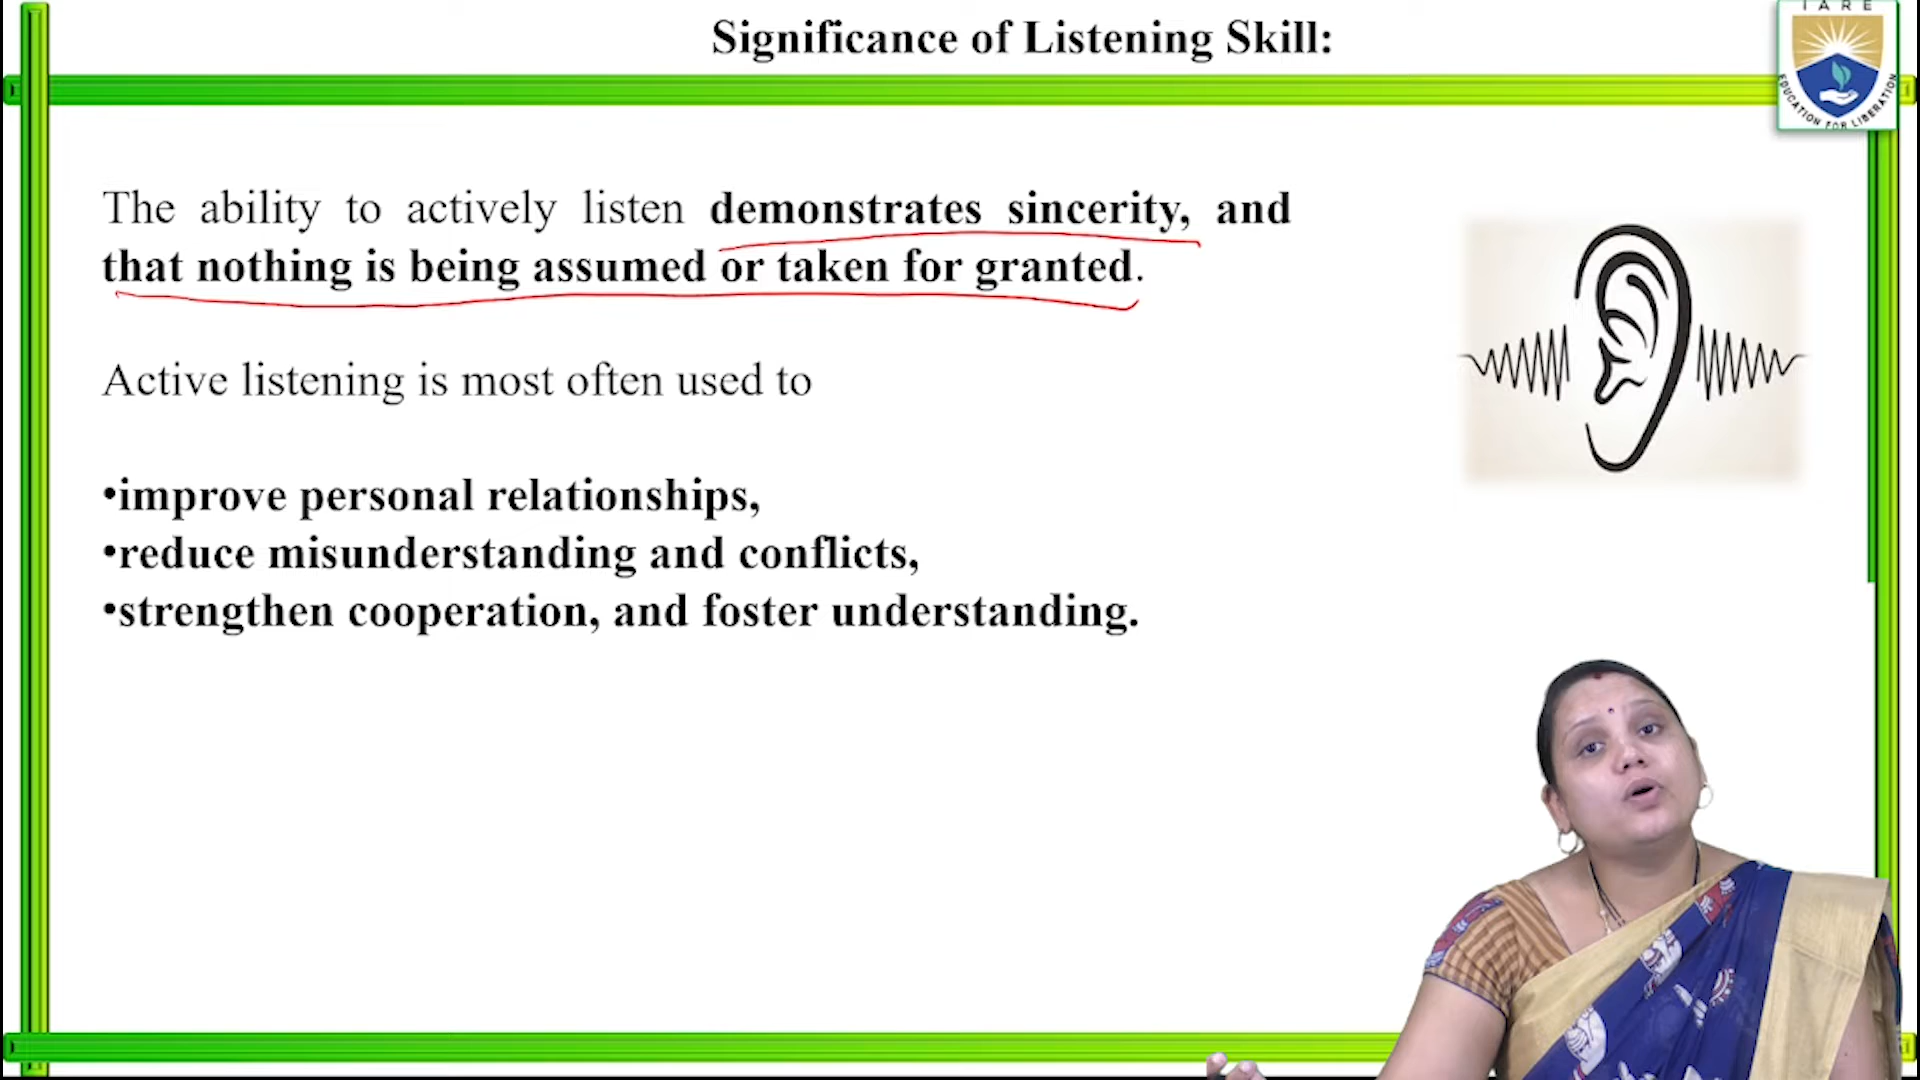 Significance of Listening Skill:
IARE
EDUCATION FOR LIBERATION
The ability to actively listen demonstrates sincerity, and
that nothing is being assumed or taken for granted.
Active listening is most often used to
•improve personal relationships,
•reduce misunderstanding and conflicts,
•strengthen cooperation, and foster understanding.